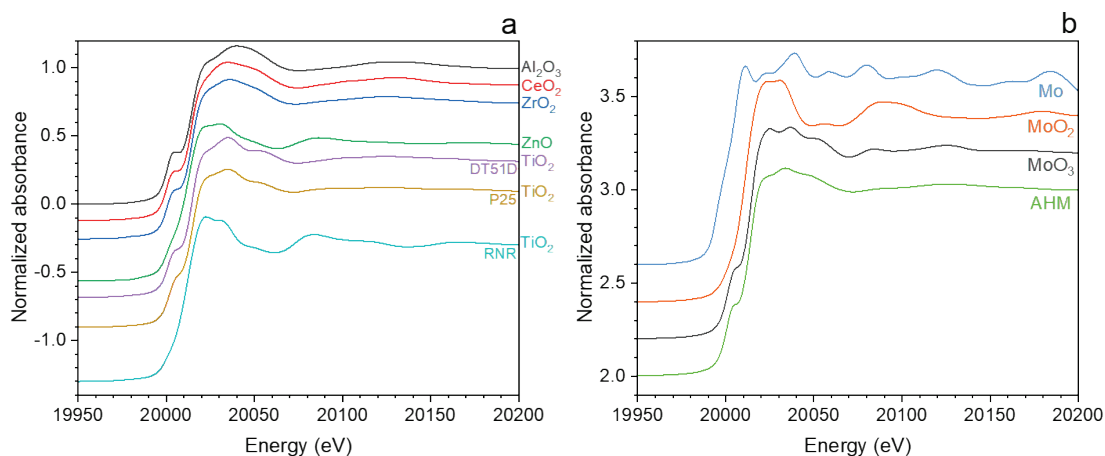 a
Normalized absorbance
1.0
0.5
0.0
-0.5
-1.0
Al₂O₃
CeO₂
ZrO₂
ZnO
TiO₂
DT51D
TiO₂
P25
TiO₂
RNR
19950 20000 20050 20100 20150 20200
Energy (eV)
b
Normalized absorbance
3.5
3.0
2.5
2.0
Mo
MoO₂
MoO₃
AHM
19950 20000 20050 20100 20150 20200
Energy (eV)